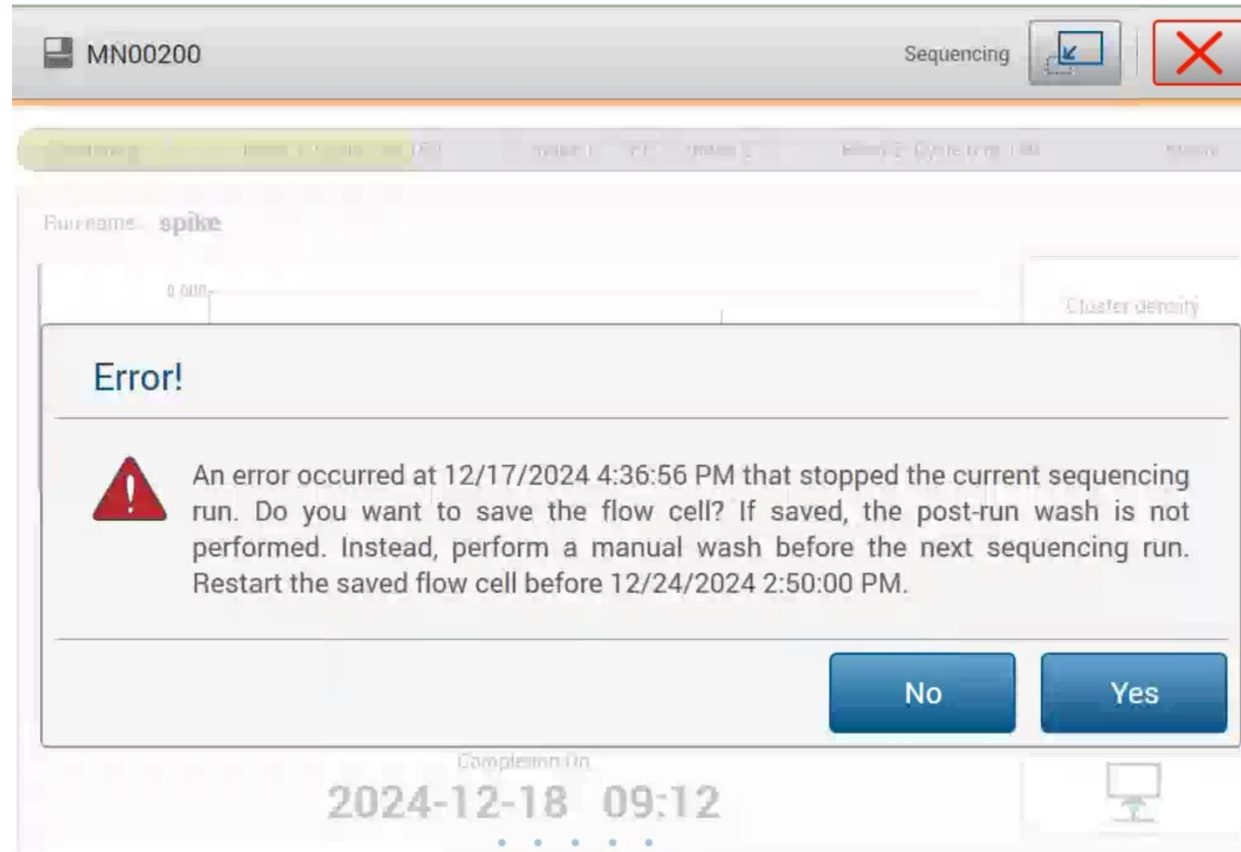 MN00200
Sequencing
Run name: spike
Cluster density
Error!
An error occurred at 12/17/2024 4:36:56 PM that stopped the current sequencing
run. Do you want to save the flow cell? If saved, the post-run wash is not
performed. Instead, perform a manual wash before the next sequencing run.
Restart the saved flow cell before 12/24/2024 2:50:00 PM.
No
Yes
Completion On
2024-12-18 09:12